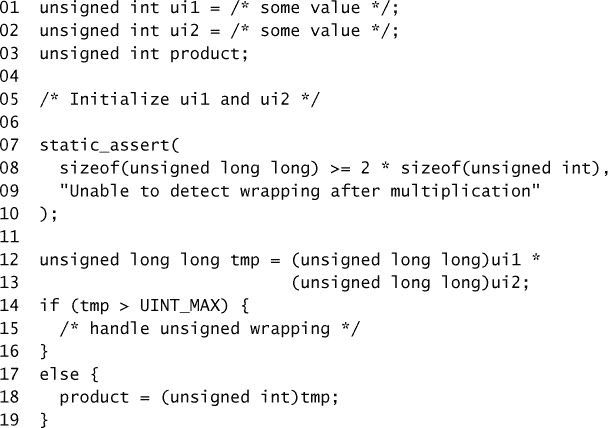 01 unsigned int ui1 = /* some value */;
02 unsigned int ui2 = /* some value */;
03 unsigned int product;
04
05 /* Initialize ui1 and ui2 */
06
07 static_assert(
08   sizeof(unsigned long long) >= 2 * sizeof(unsigned int),
09   "Unable to detect wrapping after multiplication"
10 );
11
12 unsigned long long tmp = (unsigned long long)ui1 *
13                          (unsigned long long)ui2;
14 if (tmp > UINT_MAX) {
15   /* handle unsigned wrapping */
16 }
17 else {
18   product = (unsigned int)tmp;
19 }